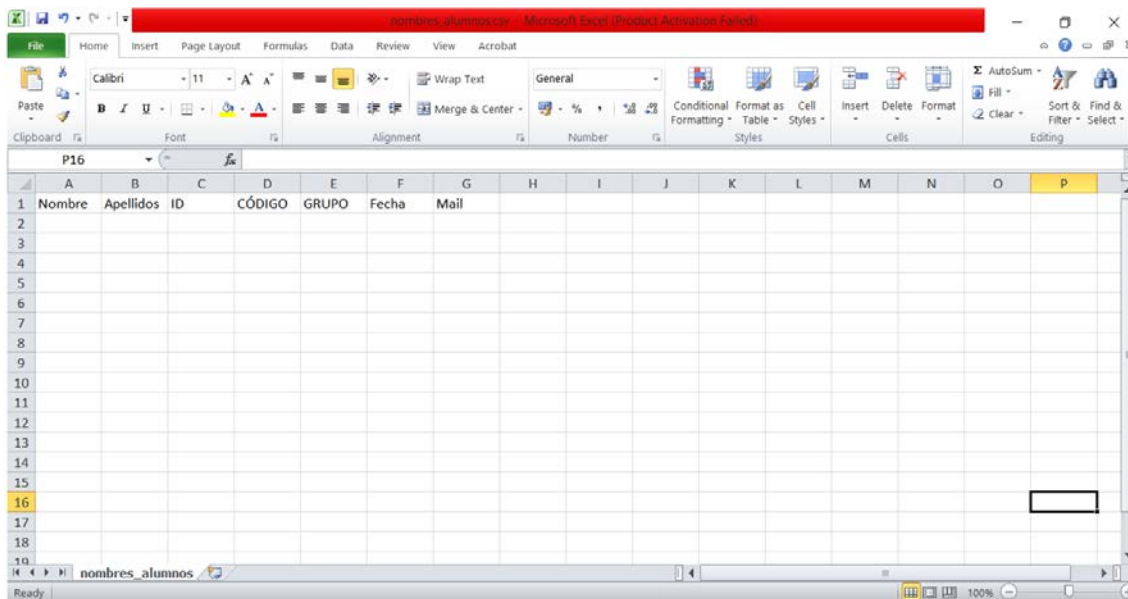 nombres_alumnos.csv - Microsoft Excel (Product Activation Failed)
File Home Insert Page Layout Formulas Data Review View Acrobat
Calibri 11 A A Wrap Text General Σ AutoSum
Fill
Paste B I U A Merge & Center % , Conditional Format as Cell Insert Delete Format Clear Sort & Find &
Formatting Table Styles Filter Select
Clipboard Font Alignment Number Styles Cells Editing
P16 fx
A B C D E F G H I J K L M N O P
1 Nombre Apellidos ID CÓDIGO GRUPO Fecha Mail
2
3
4
5
6
7
8
9
10
11
12
13
14
15
16
17
18
19
nombres_alumnos
Ready 100%